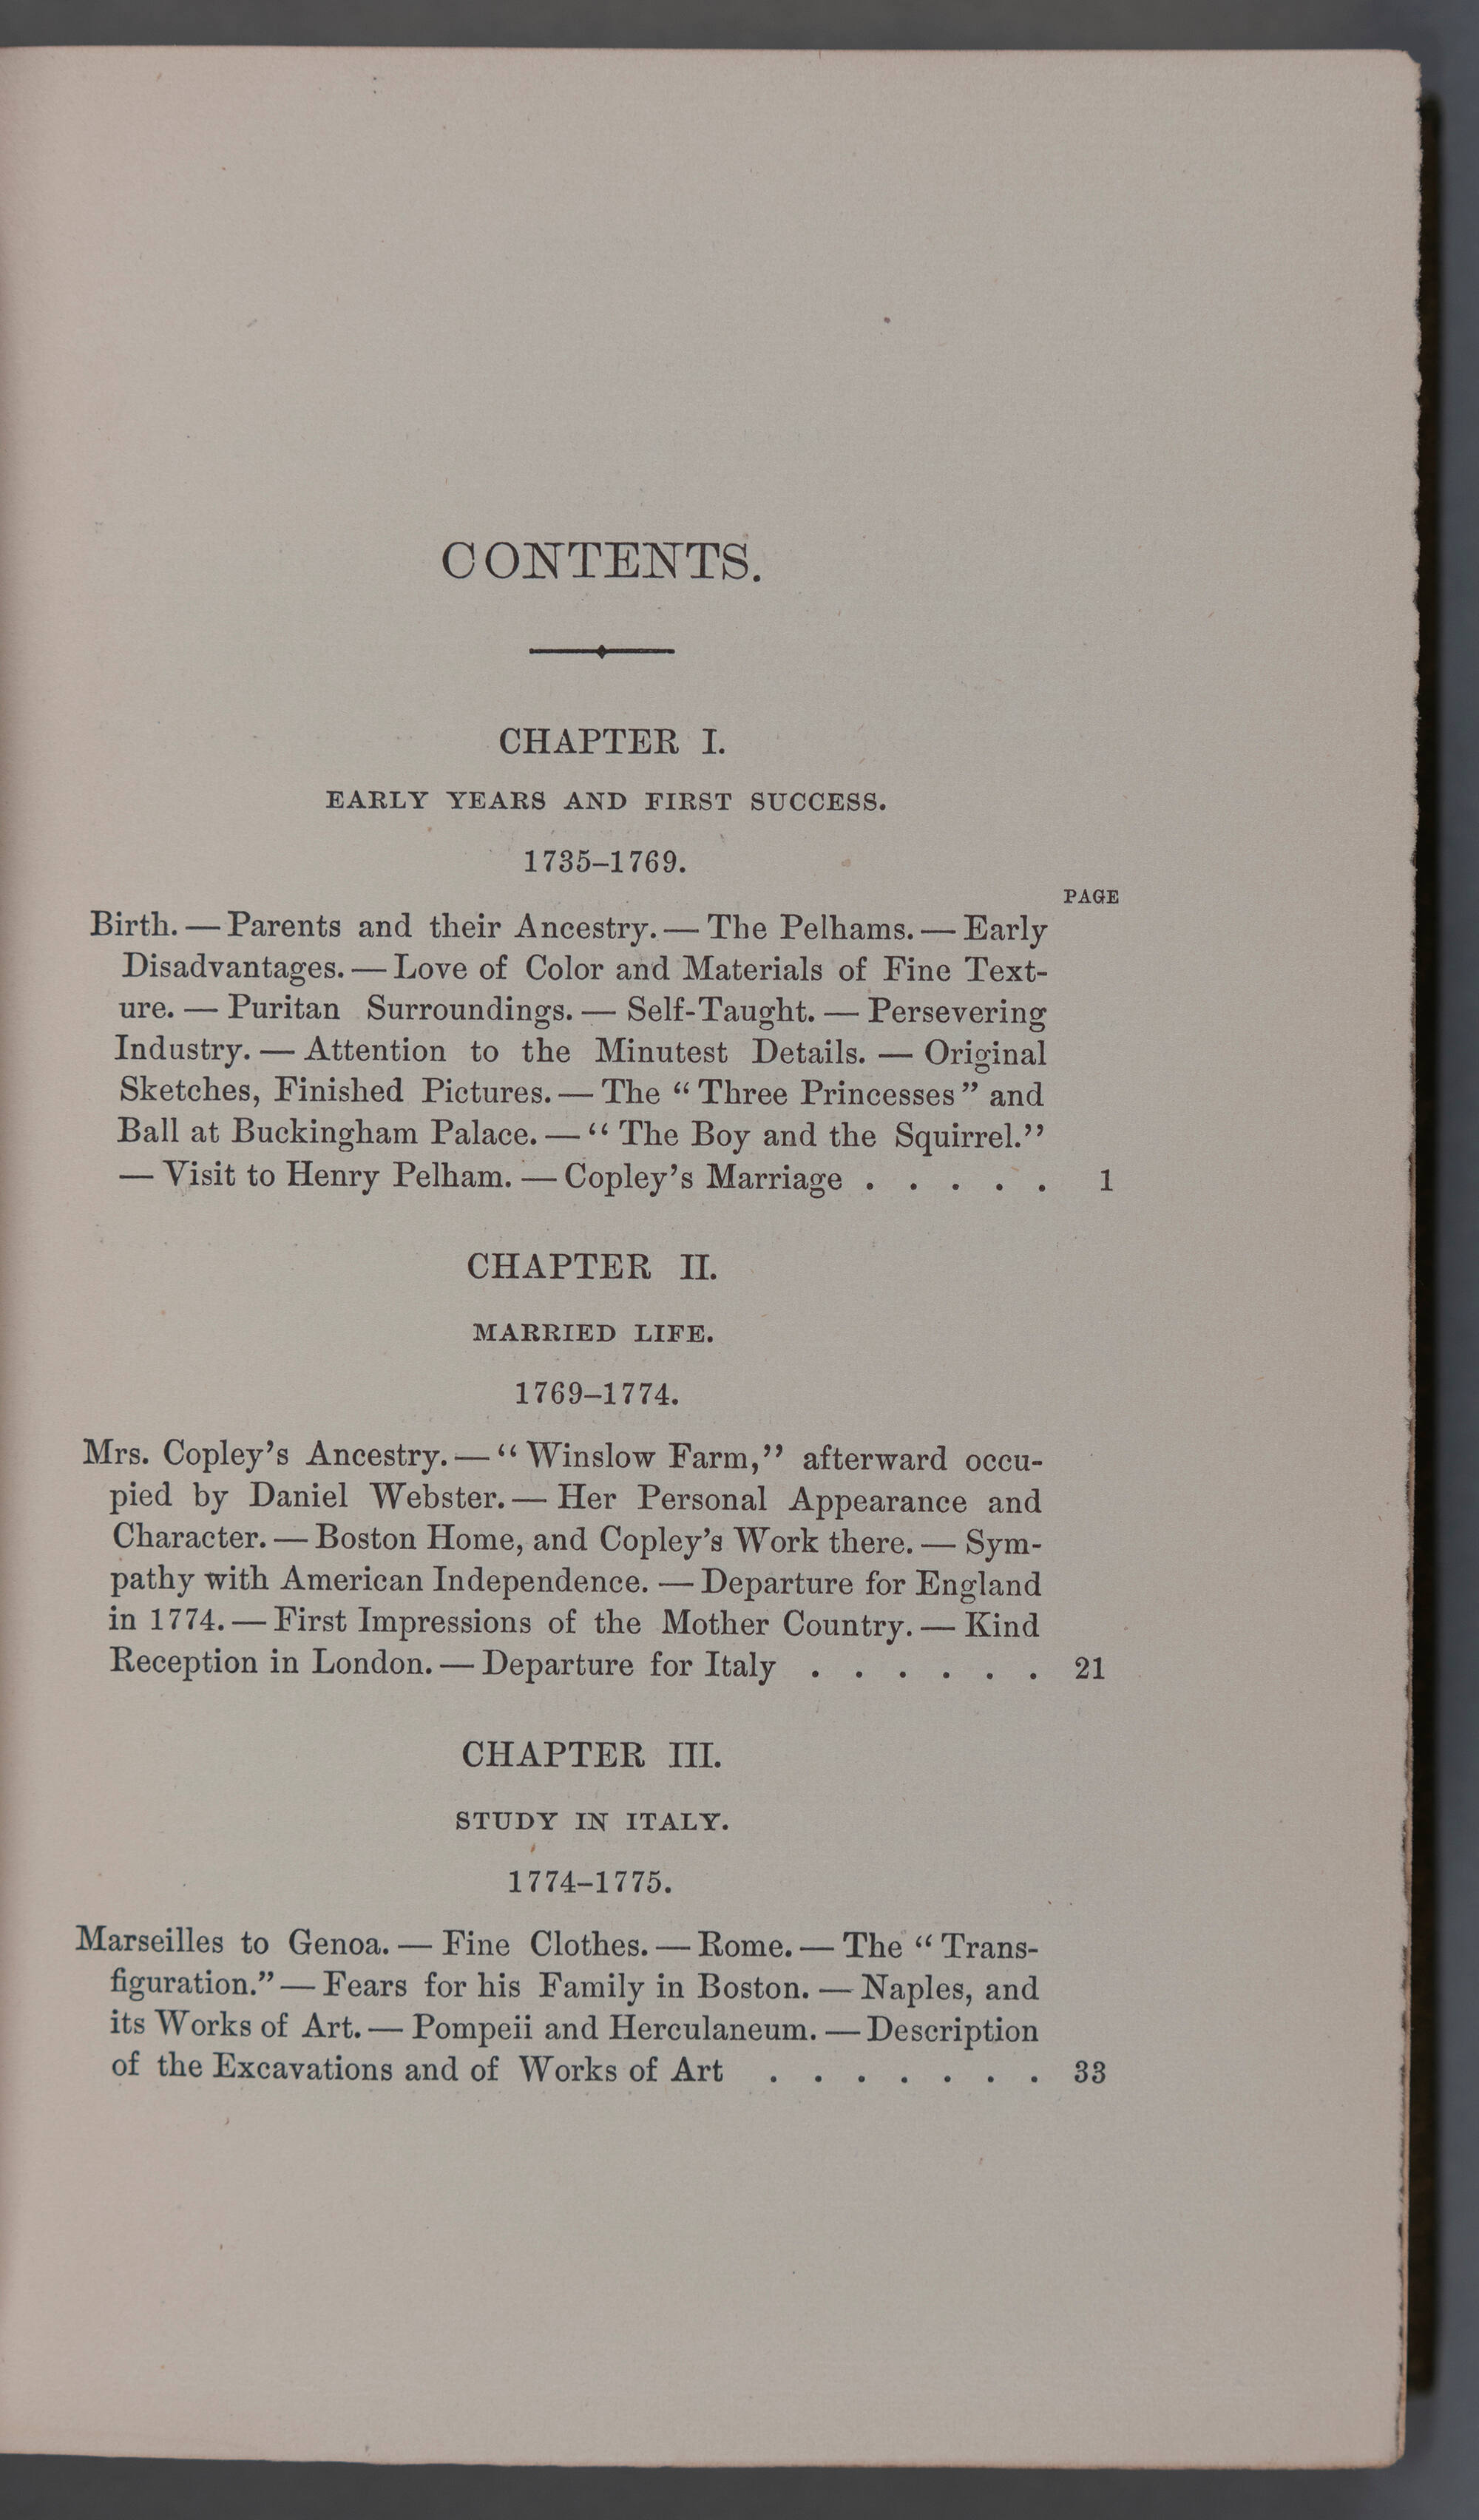 CONTENTS.
CHAPTER I.
EARLY YEARS AND FIRST SUCCESS.
1735–1769.
PAGE
Birth. — Parents and their Ancestry. — The Pelhams. — Early
Disadvantages. — Love of Color and Materials of Fine Text-
ure. — Puritan Surroundings. — Self-Taught. — Persevering
Industry. — Attention to the Minutest Details. — Original
Sketches, Finished Pictures. — The “Three Princesses” and
Ball at Buckingham Palace. — “The Boy and the Squirrel.”
— Visit to Henry Pelham. — Copley’s Marriage . . . . . 1
CHAPTER II.
MARRIED LIFE.
1769–1774.
Mrs. Copley’s Ancestry. — “Winslow Farm,” afterward occu-
pied by Daniel Webster. — Her Personal Appearance and
Character. — Boston Home, and Copley’s Work there. — Sym-
pathy with American Independence. — Departure for England
in 1774. — First Impressions of the Mother Country. — Kind
Reception in London. — Departure for Italy . . . . . . 21
CHAPTER III.
STUDY IN ITALY.
1774–1775.
Marseilles to Genoa. — Fine Clothes. — Rome. — The “Trans-
figuration.” — Fears for his Family in Boston. — Naples, and
its Works of Art. — Pompeii and Herculaneum. — Description
of the Excavations and of Works of Art . . . . . . . 33